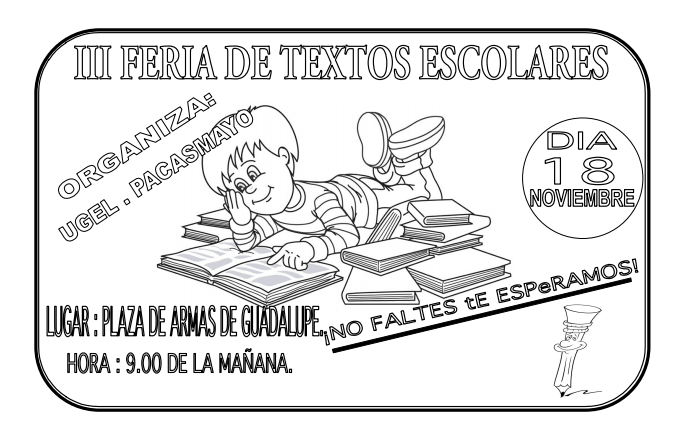 III FERIA DE TEXTOS ESCOLARES
ORGANIZA:
UGEL . PACASMAYO
DIA
18
NOVIEMBRE
LUGAR : PLAZA DE ARMAS DE GUADALUPE.
¡NO FALTES tE ESPeRAMOS!
HORA : 9.00 DE LA MAÑANA.